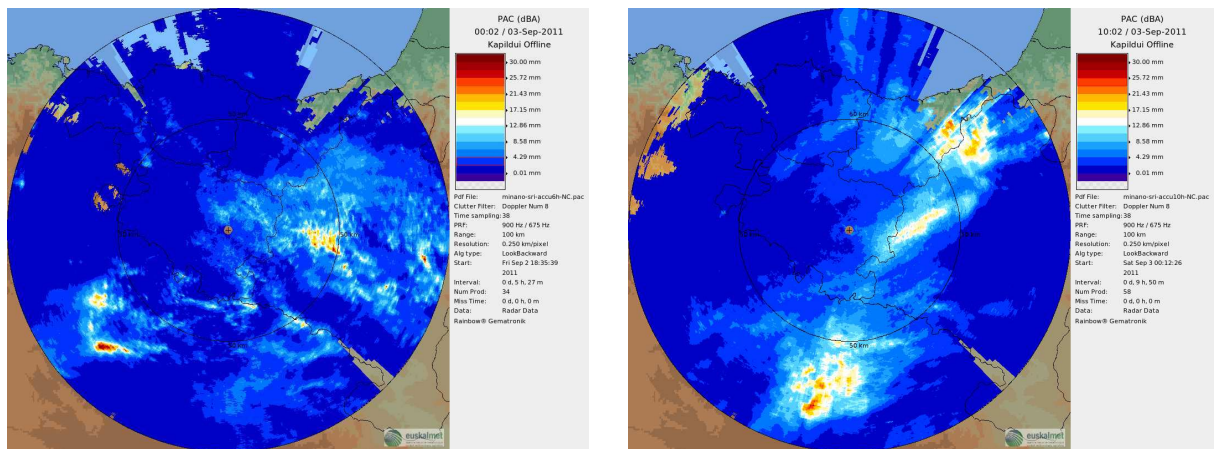 PAC (dBA)
00:02 / 03-Sep-2011
Kapildui Offline
30.00 mm
25.72 mm
21.43 mm
17.15 mm
12.86 mm
8.58 mm
4.29 mm
0.01 mm
Pdf File: minano-sri-accu6h-NC.pac
Clutter Filter: Doppler Num 8
Time sampling: 38
PRF: 900 Hz / 675 Hz
Range: 100 km
Resolution: 0.250 km/pixel
Alg type: LookBackward
Start: Fri Sep 2 18:35:39
2011
Interval: 0 d, 5 h, 27 m
Num Prod: 34
Miss Time: 0 d, 0 h, 0 m
Data: Radar Data
Rainbow® Gematronik
50 km
euskalmet
PAC (dBA)
10:02 / 03-Sep-2011
Kapildui Offline
30.00 mm
25.72 mm
21.43 mm
17.15 mm
12.86 mm
8.58 mm
4.29 mm
0.01 mm
Pdf File: minano-sri-accu10h-NC.pac
Clutter Filter: Doppler Num 8
Time sampling: 38
PRF: 900 Hz / 675 Hz
Range: 100 km
Resolution: 0.250 km/pixel
Alg type: LookBackward
Start: Sat Sep 3 00:12:26
2011
Interval: 0 d, 9 h, 50 m
Num Prod: 58
Miss Time: 0 d, 0 h, 0 m
Data: Radar Data
Rainbow® Gematronik
50 km
50 km
50 km
euskalmet